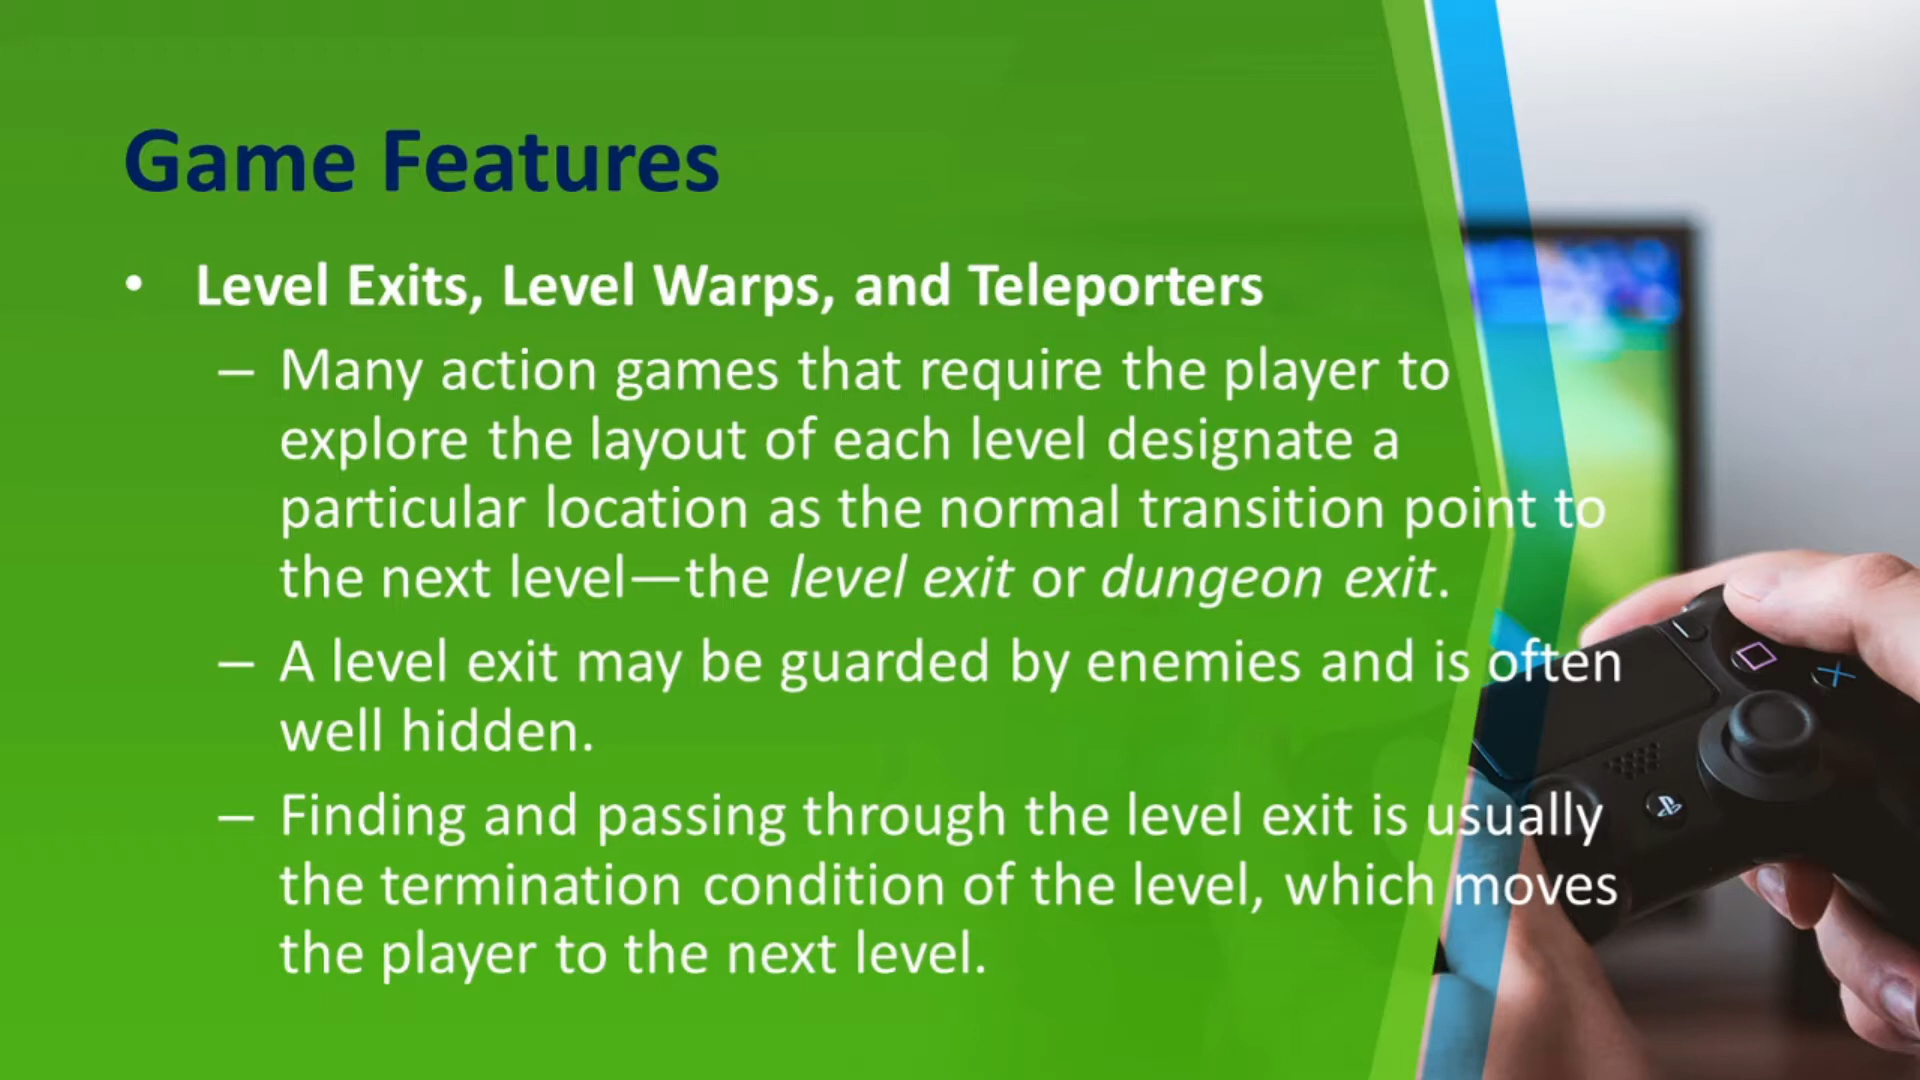 Game Features
• Level Exits, Level Warps, and Teleporters
– Many action games that require the player to
explore the layout of each level designate a
particular location as the normal transition point to
the next level—the level exit or dungeon exit.
– A level exit may be guarded by enemies and is often
well hidden.
– Finding and passing through the level exit is usually
the termination condition of the level, which moves
the player to the next level.